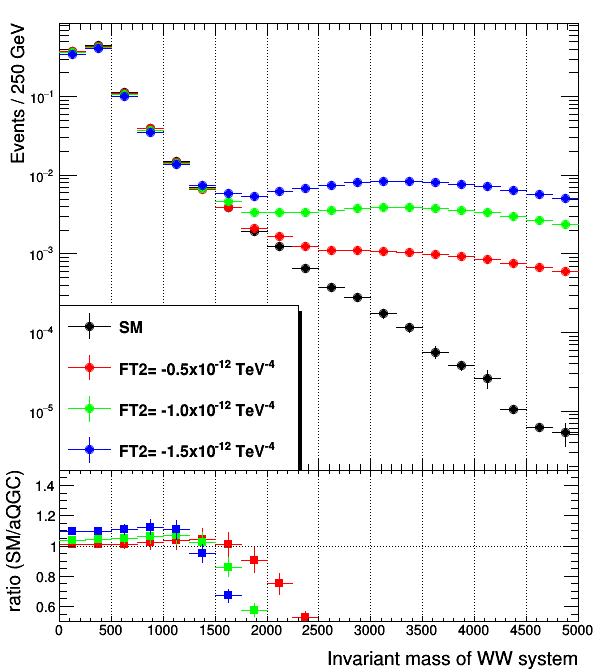 Events / 250 GeV
10⁻¹
10⁻²
10⁻³
10⁻⁴
10⁻⁵
SM
FT2= -0.5x10⁻¹² TeV⁻⁴
FT2= -1.0x10⁻¹² TeV⁻⁴
FT2= -1.5x10⁻¹² TeV⁻⁴
ratio (SM/aQGC)
1.4
1.2
1
0.8
0.6
0 500 1000 1500 2000 2500 3000 3500 4000 4500 5000
Invariant mass of WW system